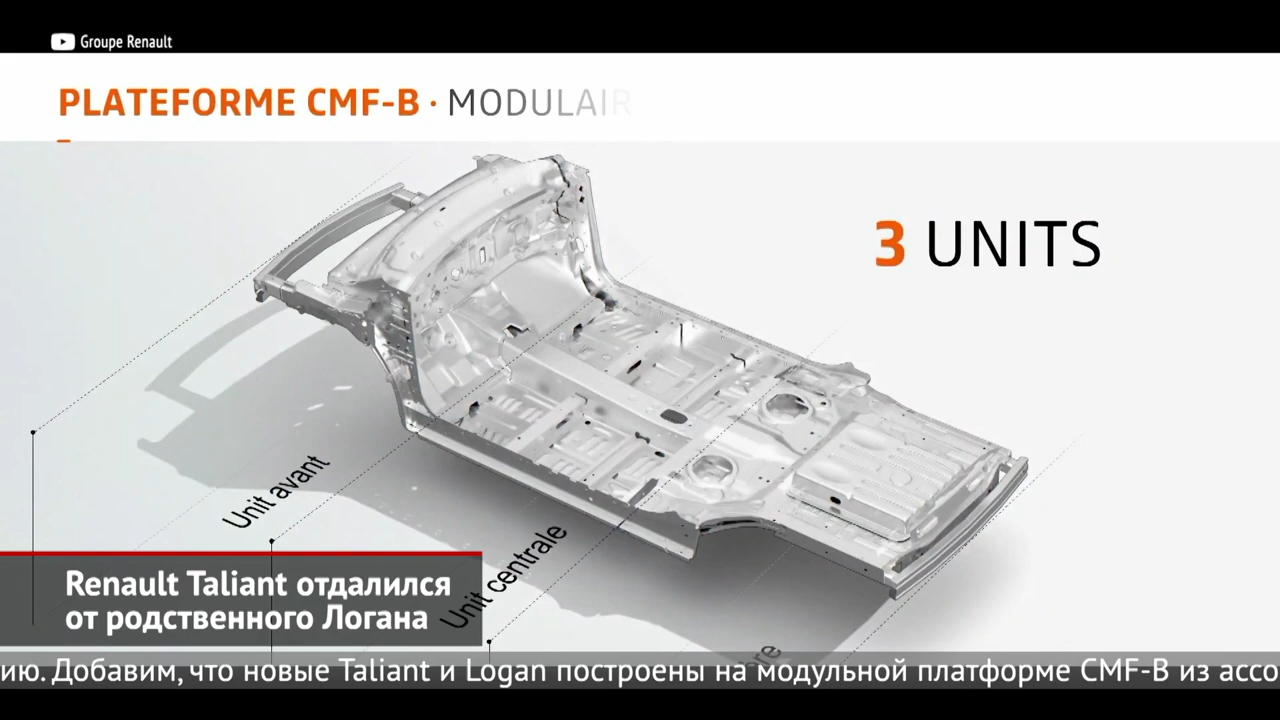 Groupe Renault
PLATEFORME CMF-B · MODULAIR
3 UNITS
Unit avant
Unit centrale
Renault Taliant отдалился
от родственного Логана
ию. Добавим, что новые Taliant и Logan построены на модульной платформе CMF-B из ассо